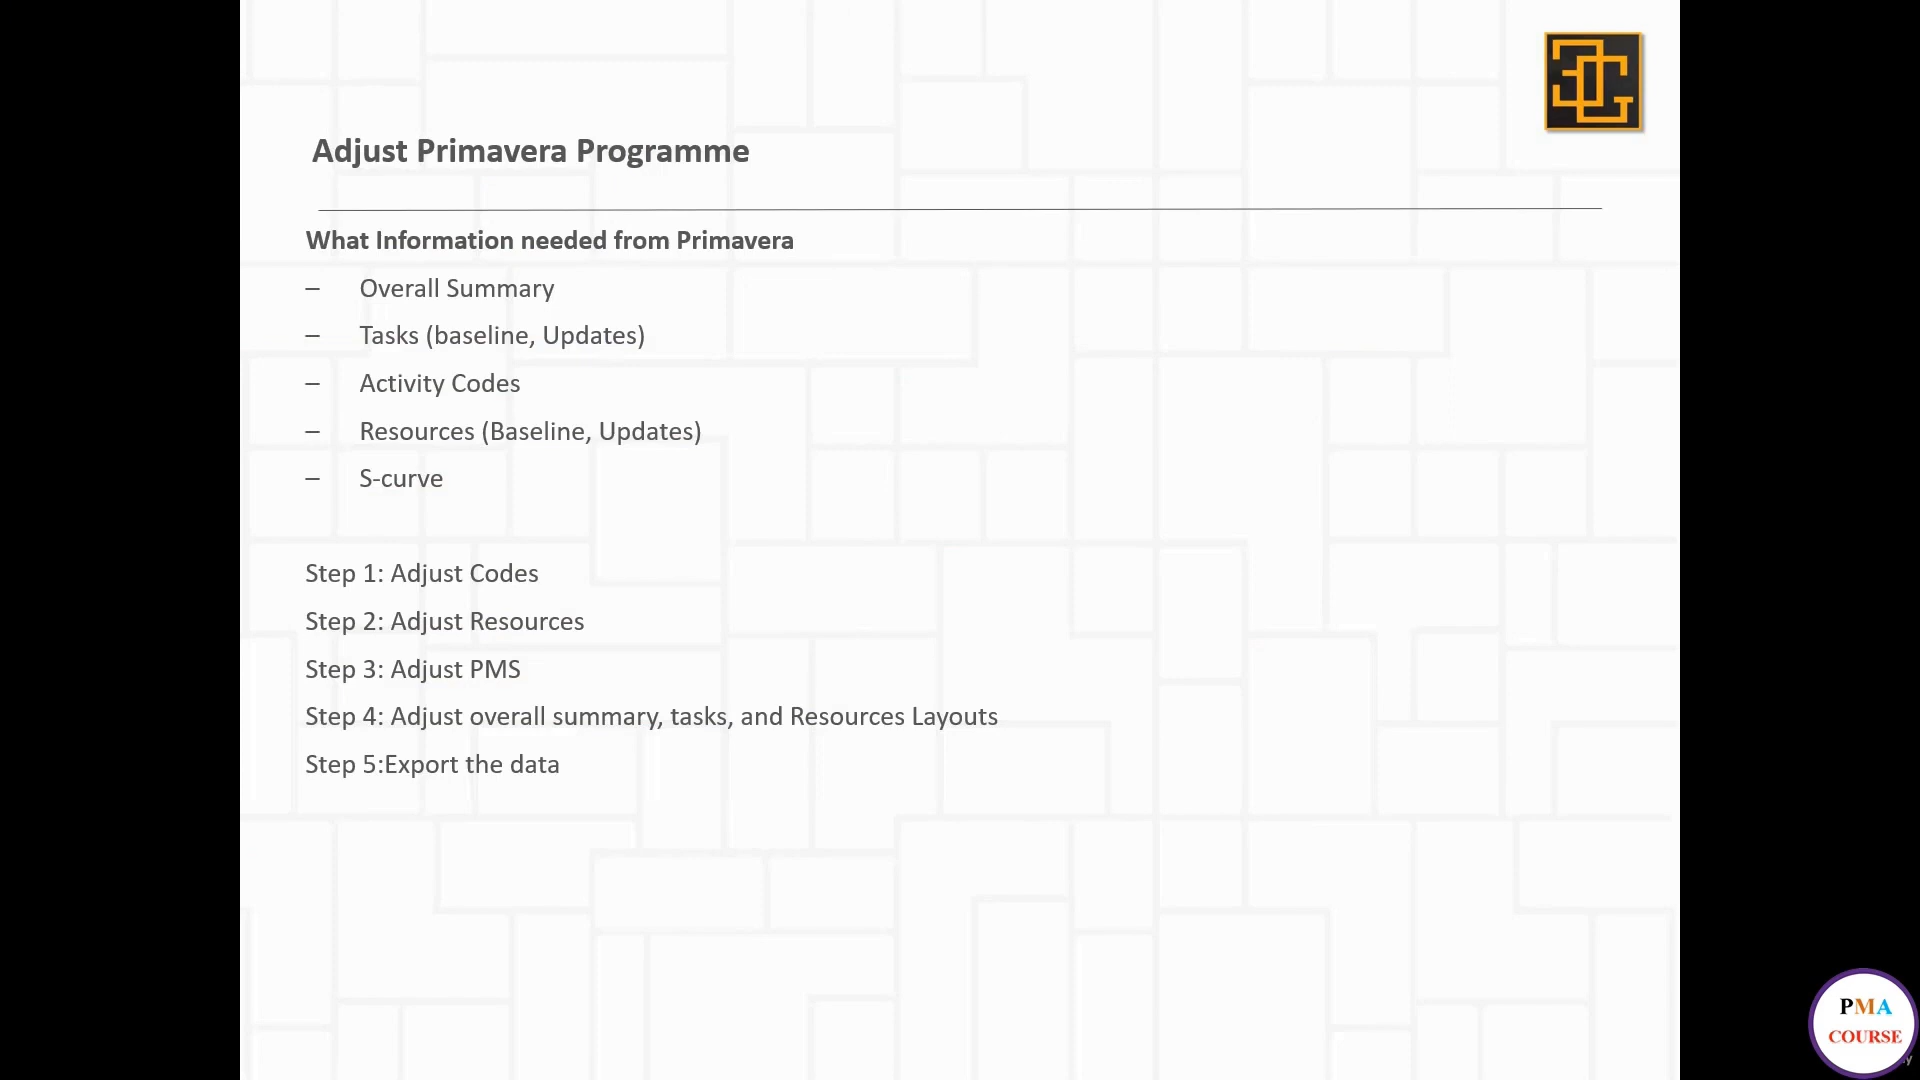 Adjust Primavera Programme
What Information needed from Primavera
– Overall Summary
– Tasks (baseline, Updates)
– Activity Codes
– Resources (Baseline, Updates)
– S-curve
Step 1: Adjust Codes
Step 2: Adjust Resources
Step 3: Adjust PMS
Step 4: Adjust overall summary, tasks, and Resources Layouts
Step 5:Export the data
PMA
COURSE